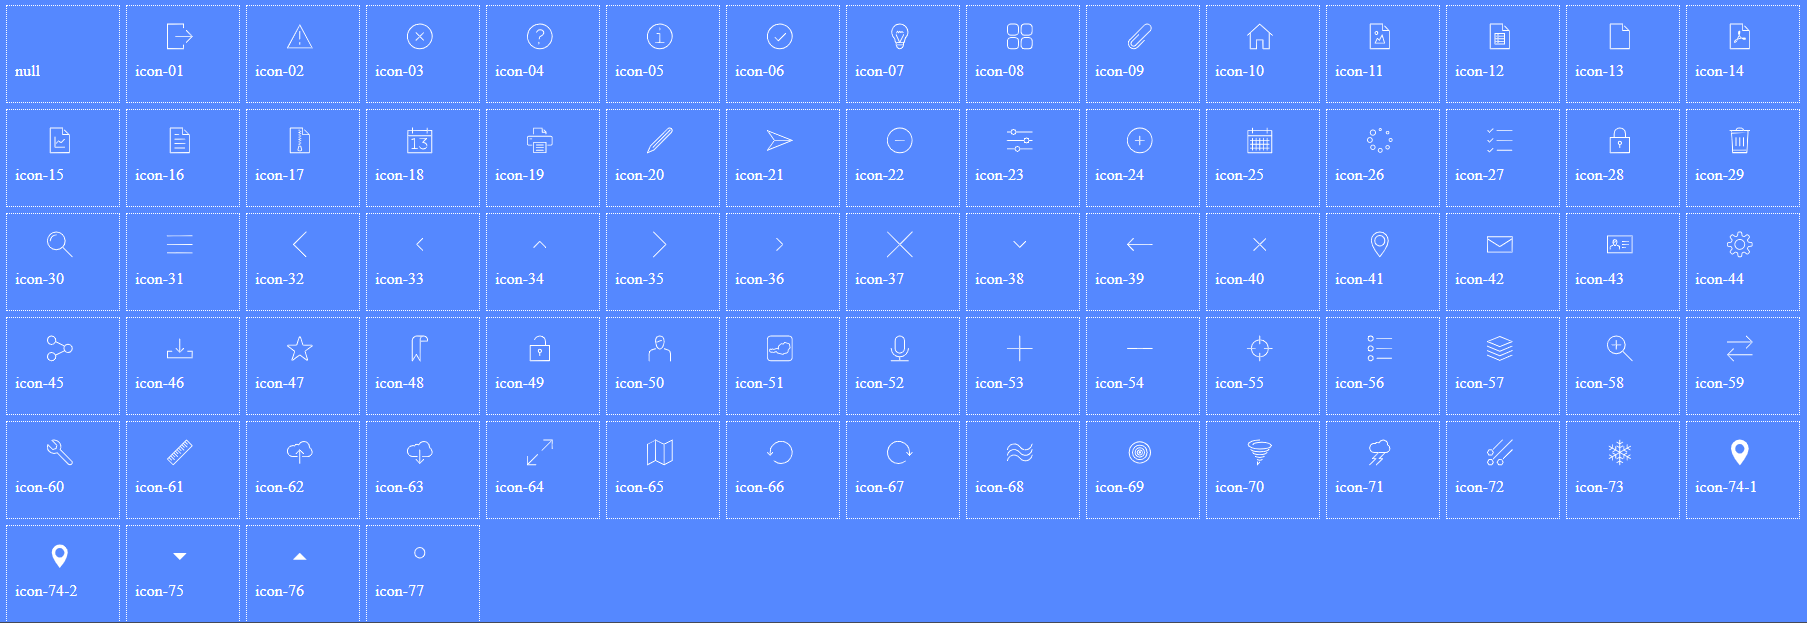 null icon-01 icon-02 icon-03 icon-04 icon-05 icon-06 icon-07 icon-08 icon-09 icon-10 icon-11 icon-12 icon-13 icon-14
13
icon-15 icon-16 icon-17 icon-18 icon-19 icon-20 icon-21 icon-22 icon-23 icon-24 icon-25 icon-26 icon-27 icon-28 icon-29
icon-30 icon-31 icon-32 icon-33 icon-34 icon-35 icon-36 icon-37 icon-38 icon-39 icon-40 icon-41 icon-42 icon-43 icon-44
icon-45 icon-46 icon-47 icon-48 icon-49 icon-50 icon-51 icon-52 icon-53 icon-54 icon-55 icon-56 icon-57 icon-58 icon-59
icon-60 icon-61 icon-62 icon-63 icon-64 icon-65 icon-66 icon-67 icon-68 icon-69 icon-70 icon-71 icon-72 icon-73 icon-74-1
icon-74-2 icon-75 icon-76 icon-77